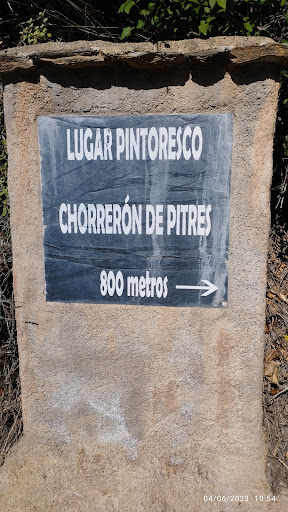 LUGAR PINTORESCO
CHORRERÓN DE PITRES
800 metros →
04/06/2023 10:54